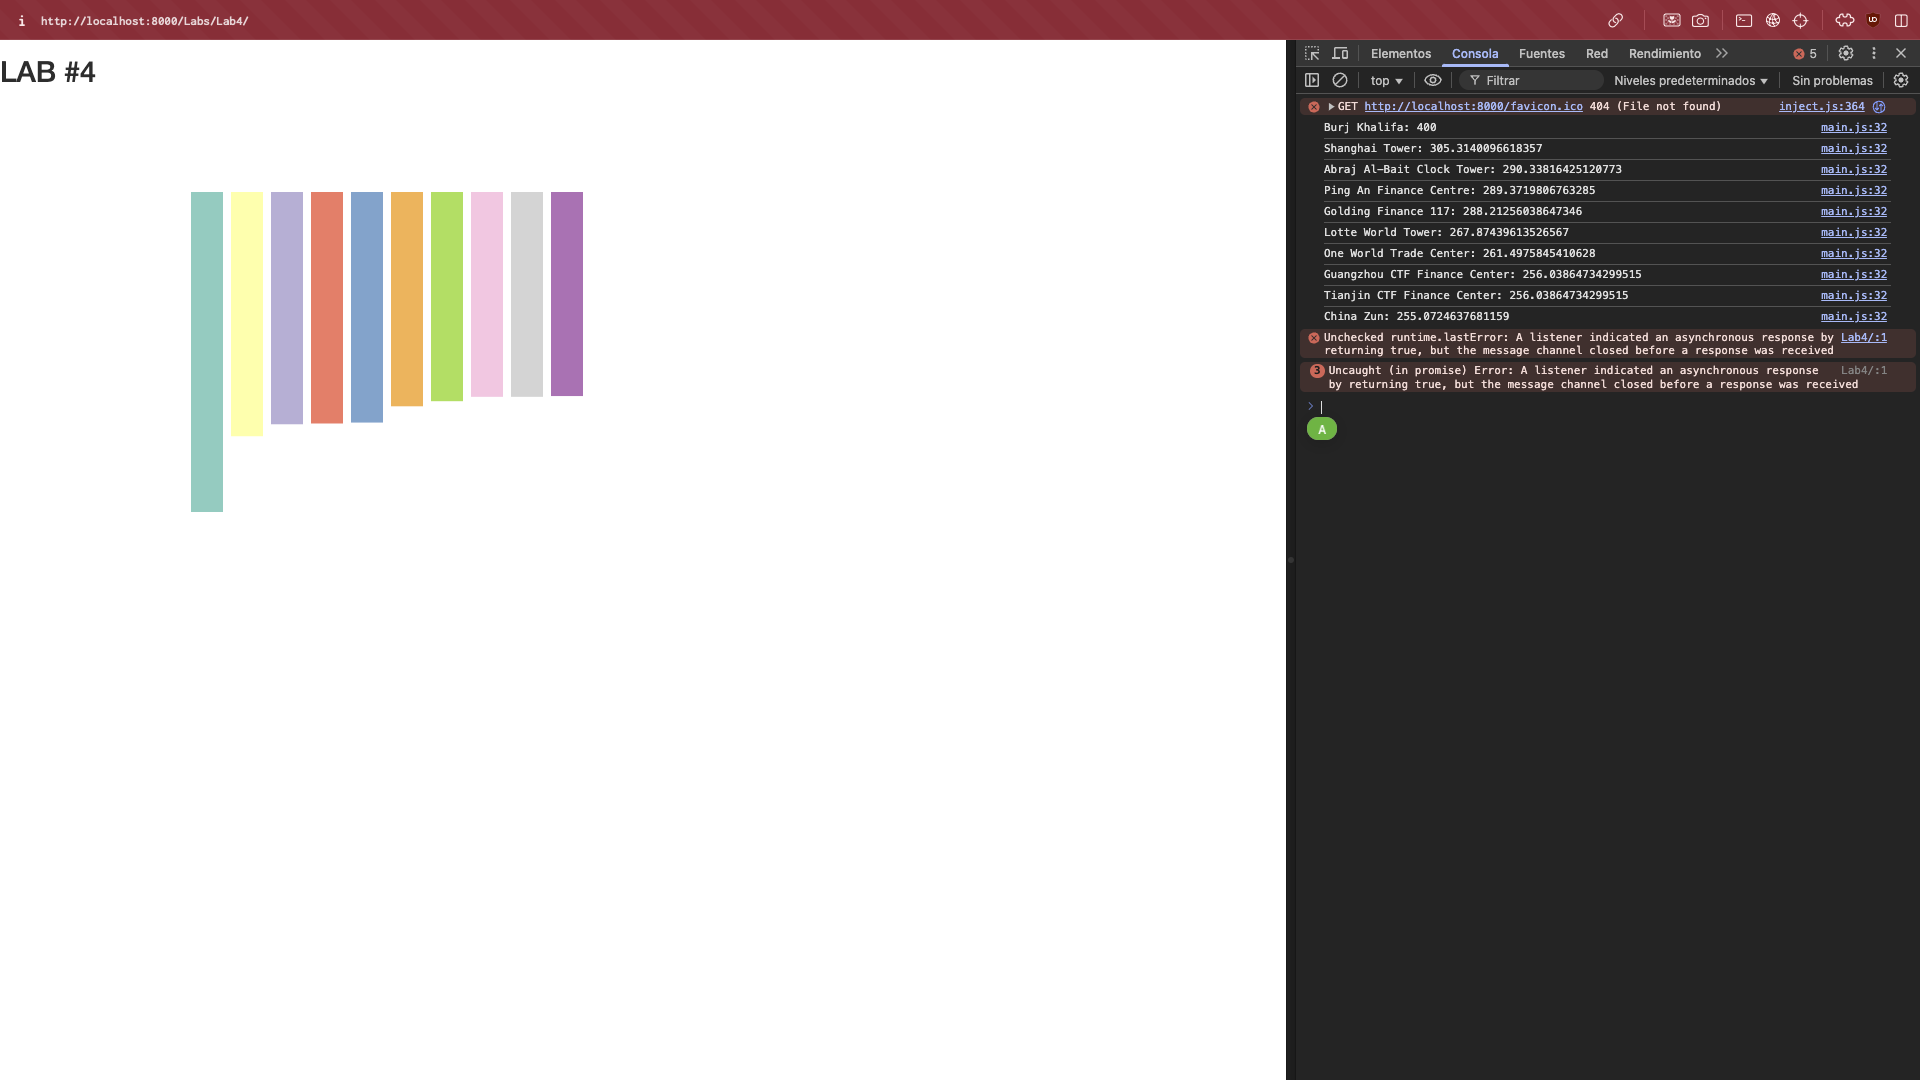 i http://localhost:8000/Labs/Lab4/
LAB #4
Elementos Consola Fuentes Red Rendimiento 5
top Filtrar Niveles predeterminados Sin problemas
GET http://localhost:8000/favicon.ico 404 (File not found) inject.js:364
Burj Khalifa: 400 main.js:32
Shanghai Tower: 305.3140096618357 main.js:32
Abraj Al-Bait Clock Tower: 290.33816425120773 main.js:32
Ping An Finance Centre: 289.3719806763285 main.js:32
Golding Finance 117: 288.21256038647346 main.js:32
Lotte World Tower: 267.87439613526567 main.js:32
One World Trade Center: 261.4975845410628 main.js:32
Guangzhou CTF Finance Center: 256.03864734299515 main.js:32
Tianjin CTF Finance Center: 256.03864734299515 main.js:32
China Zun: 255.0724637681159 main.js:32
Unchecked runtime.lastError: A listener indicated an asynchronous response by Lab4/:1
returning true, but the message channel closed before a response was received
3 Uncaught (in promise) Error: A listener indicated an asynchronous response Lab4/:1
by returning true, but the message channel closed before a response was received
>
A